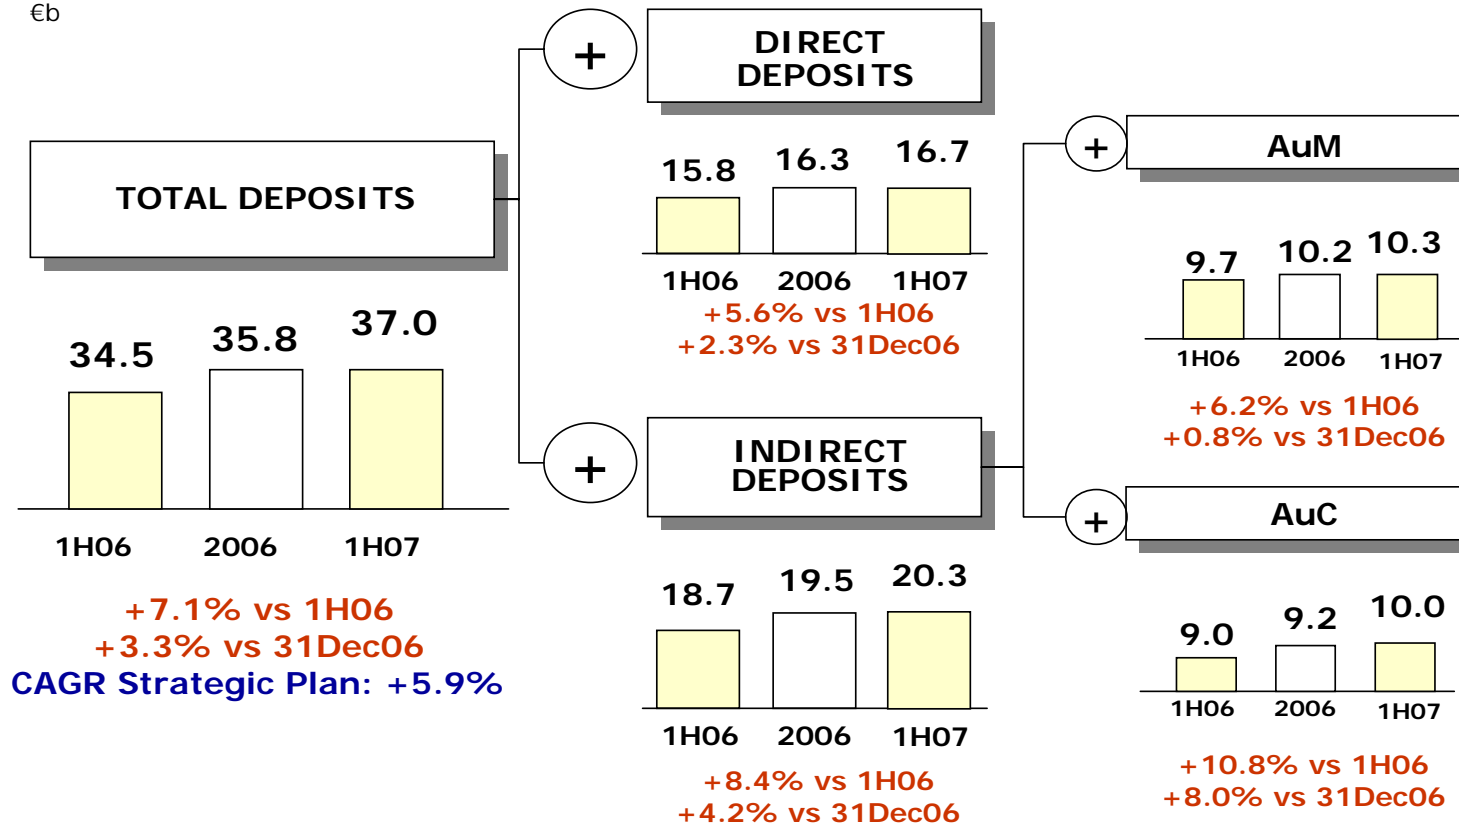 €b
TOTAL DEPOSITS
34.5 35.8 37.0
1H06 2006 1H07
+7.1% vs 1H06
+3.3% vs 31Dec06
CAGR Strategic Plan: +5.9%
+
DIRECT
DEPOSITS
15.8 16.3 16.7
1H06 2006 1H07
+5.6% vs 1H06
+2.3% vs 31Dec06
+
INDIRECT
DEPOSITS
18.7 19.5 20.3
1H06 2006 1H07
+8.4% vs 1H06
+4.2% vs 31Dec06
+
AuM
9.7 10.2 10.3
1H06 2006 1H07
+6.2% vs 1H06
+0.8% vs 31Dec06
+
AuC
9.0 9.2 10.0
1H06 2006 1H07
+10.8% vs 1H06
+8.0% vs 31Dec06